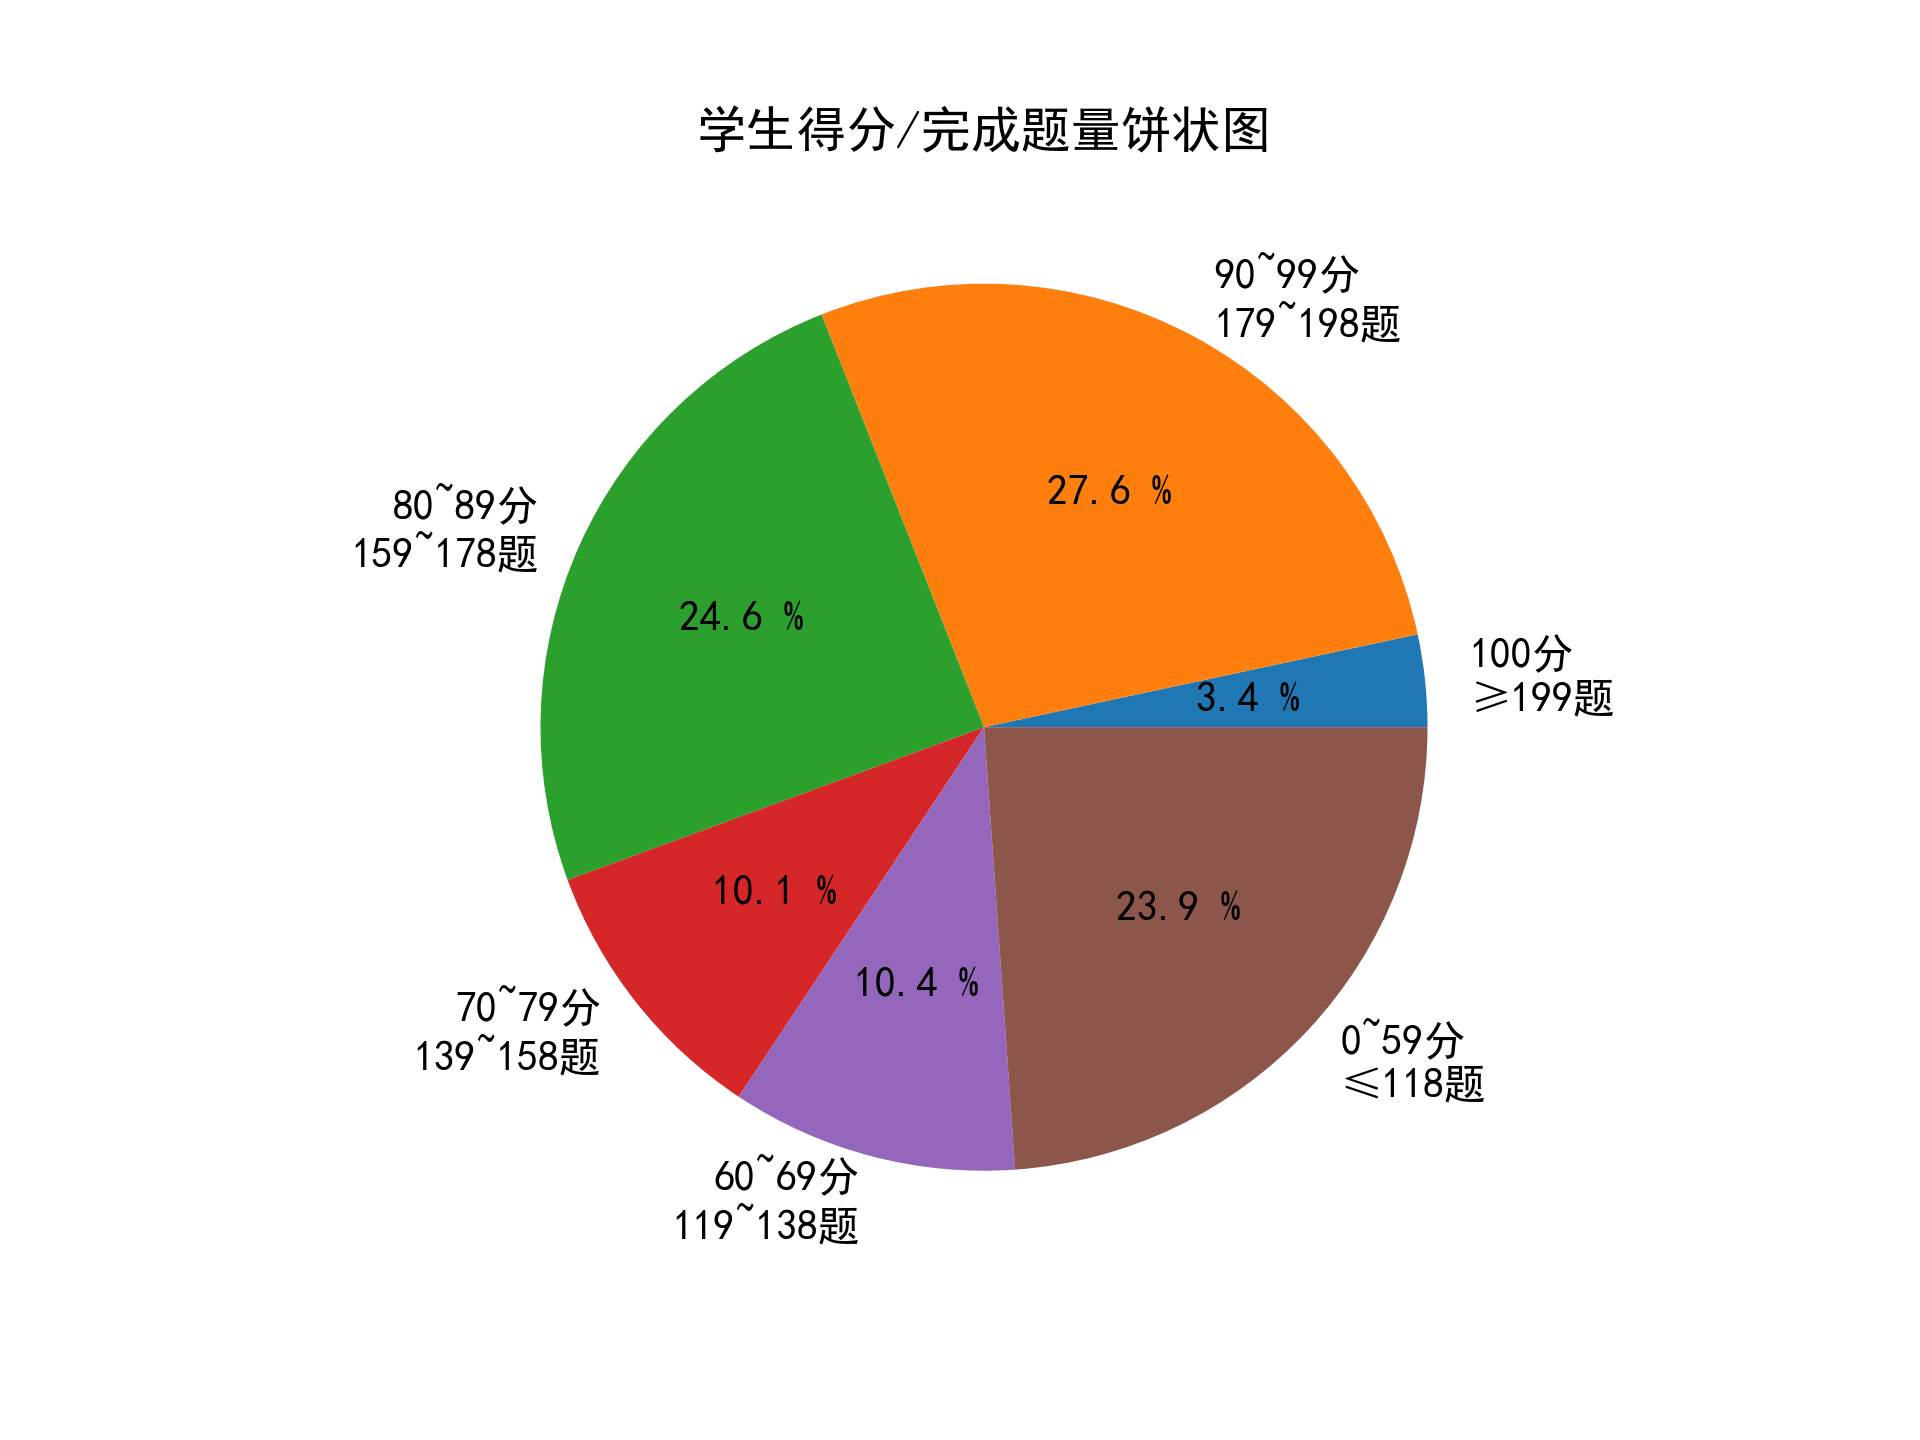 学生得分/完成题量饼状图
90~99分
179~198题
27.6 %
80~89分
159~178题
24.6 %
100分
≥199题
3.4 %
10.1 %
23.9 %
10.4 %
70~79分
139~158题
0~59分
≤118题
60~69分
119~138题